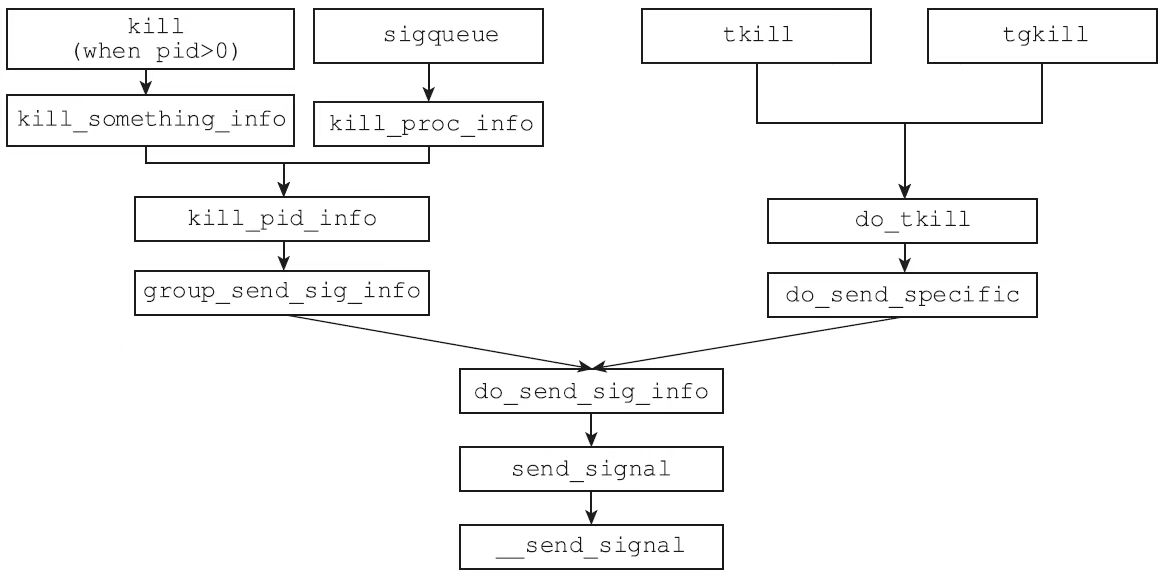 kill
(when pid>0)
sigqueue
tkill
tgkill
kill_something_info
kill_proc_info
kill_pid_info
do_tkill
group_send_sig_info
do_send_specific
do_send_sig_info
send_signal
__send_signal